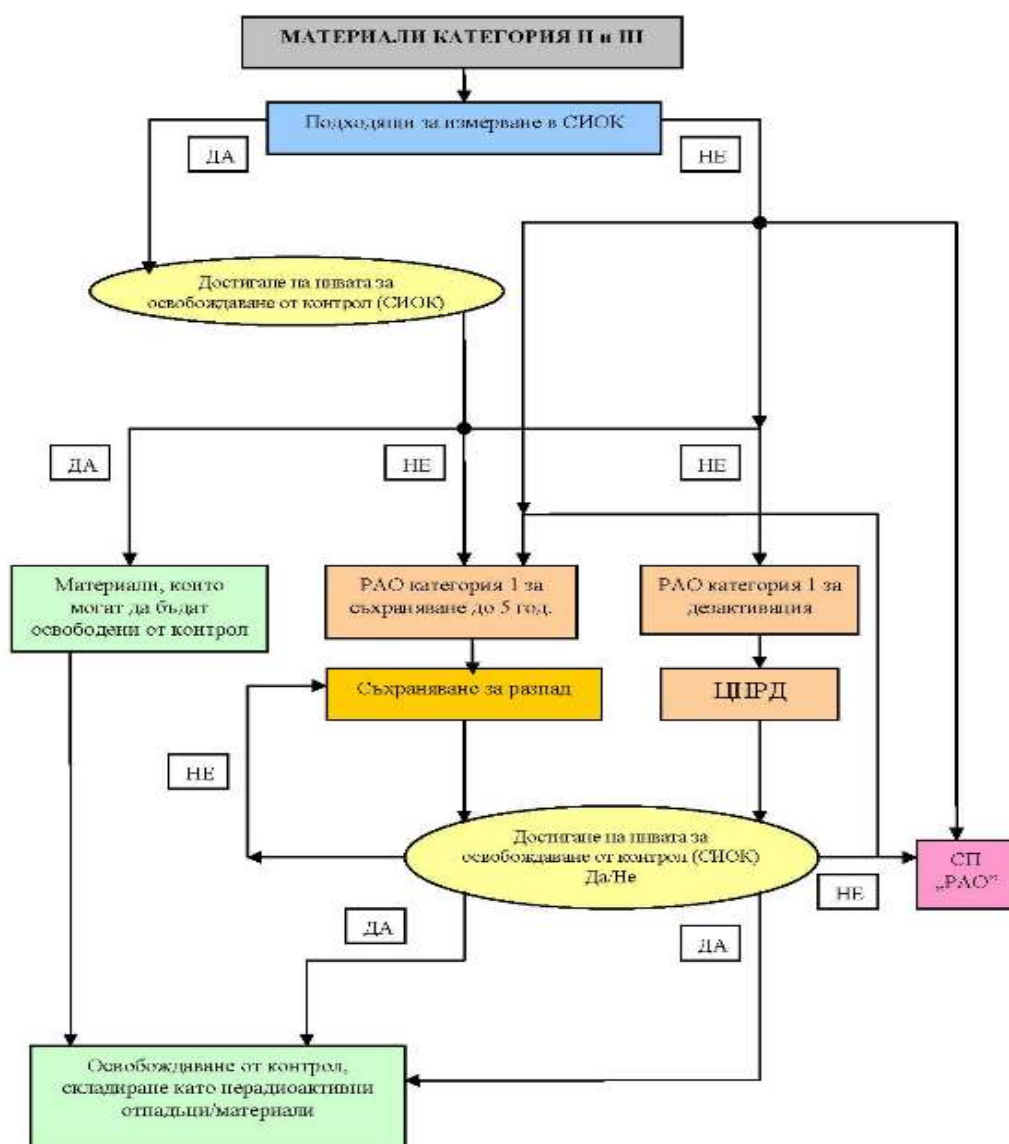 МАТЕРИАЛИ КАТЕГОРИЯ II и III
Подходящи за измерване в СИОК
ДА
НЕ
Достигане на нивата за
освобождаване от контрол (СИОК)
ДА
НЕ
НЕ
Материали, които
могат да бъдат
освободени от контрол
РАО категория 1 за
съхраняване до 5 год.
РАО категория 1 за
дезактивация
Съхраняване за разпад
ЦПРД
НЕ
Достигане на нивата за
освобождаване от контрол (СИОК)
Да/Не
СП
„РАО”
НЕ
ДА
ДА
Освобождаване от контрол,
складиране като нерадиоактивни
отпадъци/материали